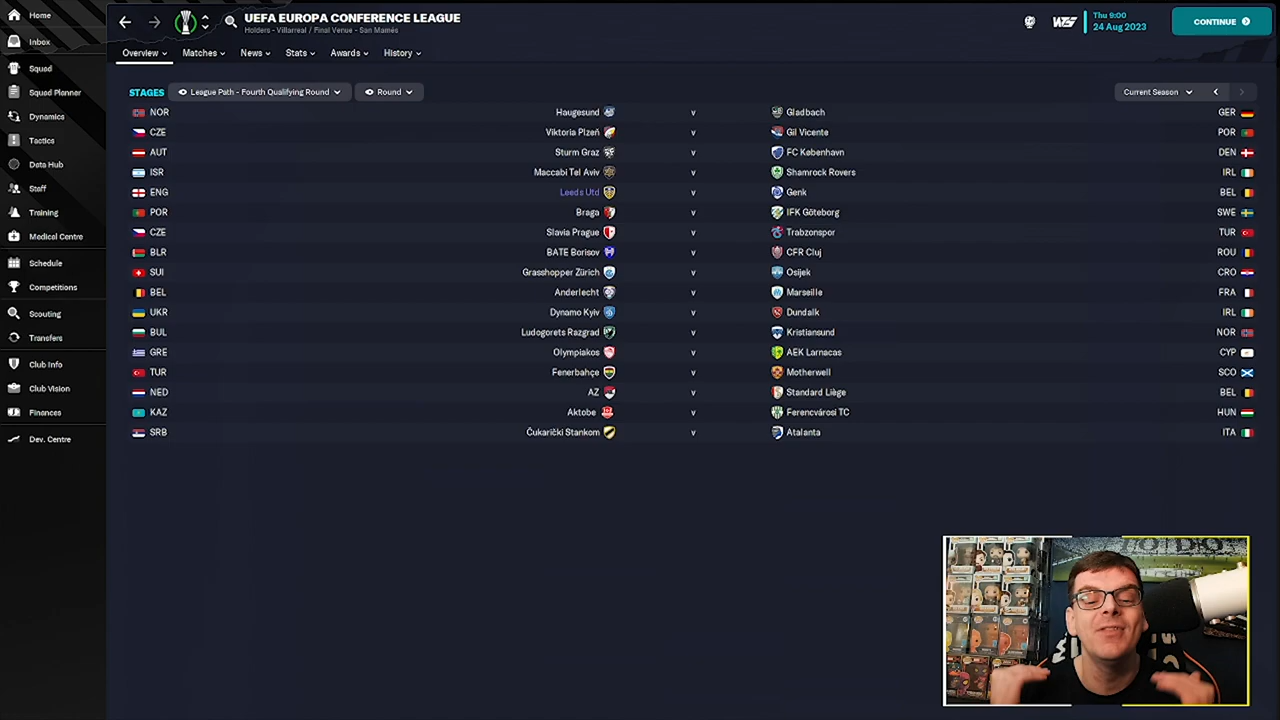 Home
Inbox
Squad
Squad Planner
Dynamics
Tactics
Data Hub
Staff
Training
Medical Centre
Schedule
Competitions
Scouting
Transfers
Club Info
Club Vision
Finances
Dev. Centre
UEFA EUROPA CONFERENCE LEAGUE
Holders - Villarreal / Final Venue - San Mamés
Thu 9:00
24 Aug 2023
CONTINUE
Overview Matches News Stats Awards History
STAGES League Path - Fourth Qualifying Round Round Current Season
NOR Haugesund v Gladbach GER
CZE Viktoria Plzeň v Gil Vicente POR
AUT Sturm Graz v FC København DEN
ISR Maccabi Tel Aviv v Shamrock Rovers IRL
ENG Leeds Utd v Genk BEL
POR Braga v IFK Göteborg SWE
CZE Slavia Prague v Trabzonspor TUR
BLR BATE Borisov v CFR Cluj ROU
SUI Grasshopper Zürich v Osijek CRO
BEL Anderlecht v Marseille FRA
UKR Dynamo Kyiv v Dundalk IRL
BUL Ludogorets Razgrad v Kristiansund NOR
GRE Olympiakos v AEK Larnacas CYP
TUR Fenerbahçe v Motherwell SCO
NED AZ v Standard Liège BEL
KAZ Aktobe v Ferencvárosi TC HUN
SRB Čukarički Stankom v Atalanta ITA